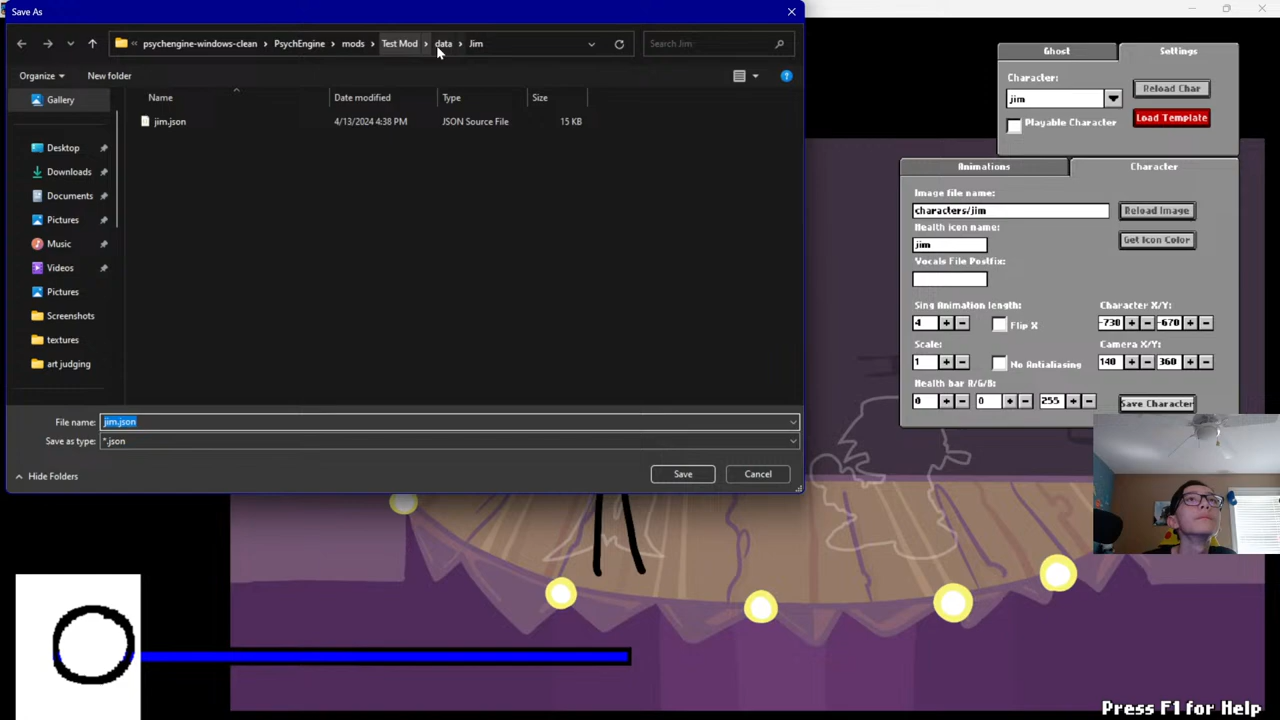 Save As
psychengine-windows-clean > PsychEngine > mods > Test Mod > data > Jim
Search Jim
Organize
New folder
Gallery
Desktop
Downloads
Documents
Pictures
Music
Videos
Pictures
Screenshots
textures
art judging
Name
Date modified
Type
Size
jim.json
4/13/2024 4:38 PM
JSON Source File
15 KB
File name:
jim.json
Save as type:
*.json
Hide Folders
Save
Cancel
Ghost
Settings
Character:
jim
Reload Char
Playable Character
Load Template
Animations
Character
Image file name:
characters/jim
Reload Image
Health icon name:
jim
Get Icon Color
Vocals File Postfix:
Sing Animation length:
4 + -
Flip X
Character X/Y:
-730 + - -670 + -
Scale:
1 + -
No Antialiasing
Camera X/Y:
140 + - 360 + -
Health bar R/G/B:
0 + - 0 + - 255 + -
Save Character
Press F1 for Help